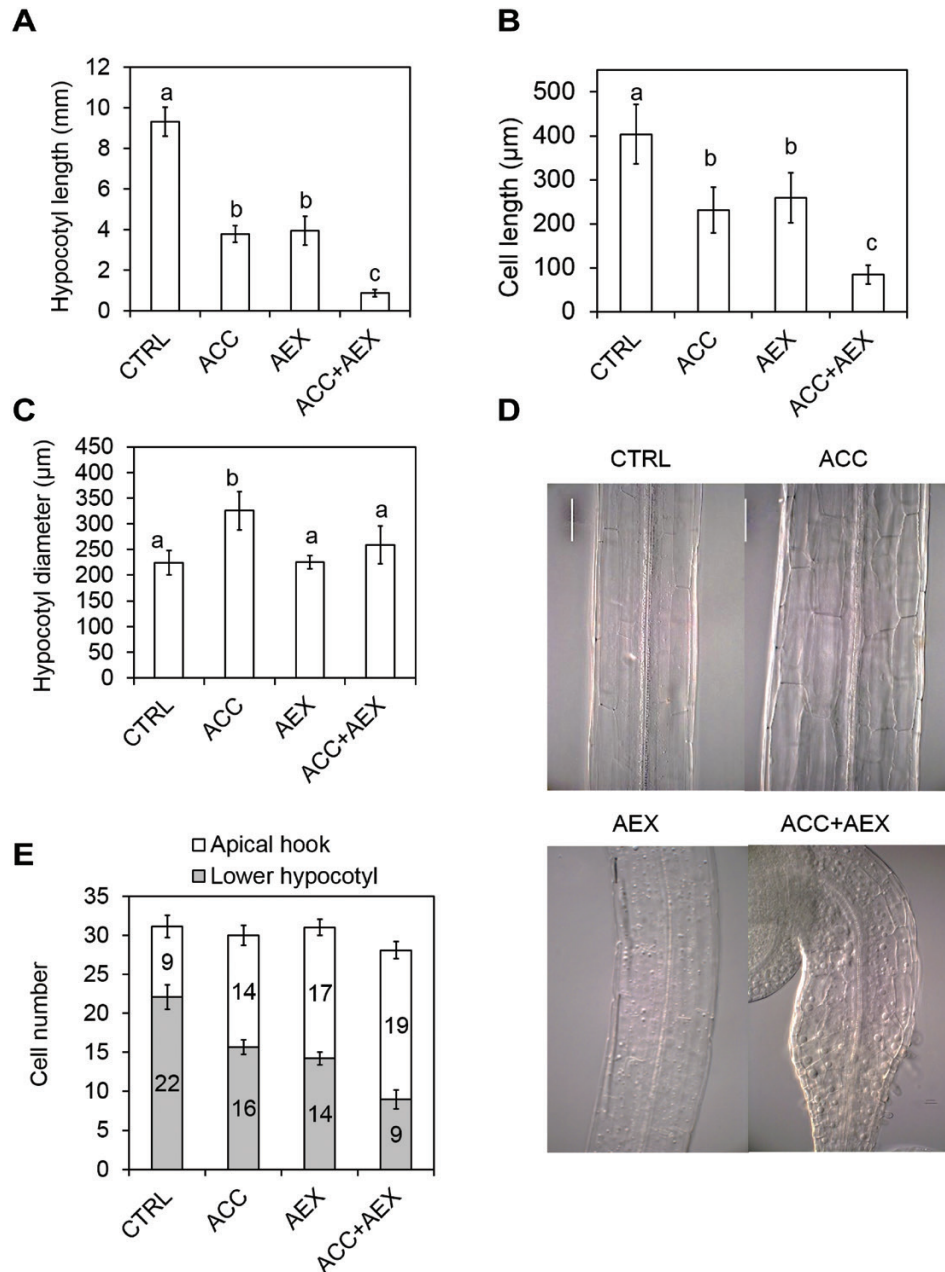 A
Hypocotyl length (mm)
12
10
8
6
4
2
0
a
b
b
c
CTRL
ACC
AEX
ACC+AEX
B
Cell length (µm)
500
400
300
200
100
0
a
b
b
c
CTRL
ACC
AEX
ACC+AEX
C
Hypocotyl diameter (µm)
450
400
350
300
250
200
150
100
50
0
a
b
a
a
CTRL
ACC
AEX
ACC+AEX
D
CTRL ACC
AEX ACC+AEX
E
Apical hook
Lower hypocotyl
Cell number
35
30
25
20
15
10
5
0
9
22
14
16
17
14
19
9
CTRL
ACC
AEX
ACC+AEX